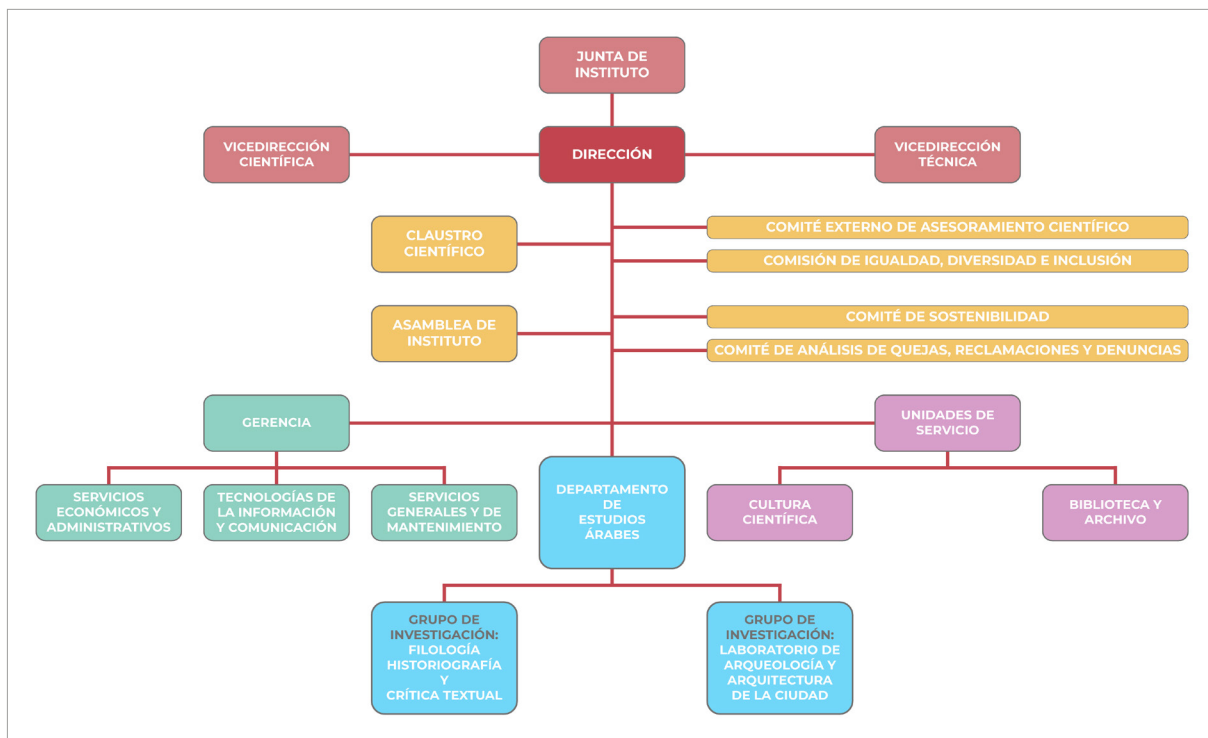 JUNTA DE
INSTITUTO
VICEDIRECCIÓN
CIENTÍFICA
DIRECCIÓN
VICEDIRECCIÓN
TÉCNICA
CLAUSTRO
CIENTÍFICO
COMITÉ EXTERNO DE ASESORAMIENTO CIENTÍFICO
COMISIÓN DE IGUALDAD, DIVERSIDAD E INCLUSIÓN
ASAMBLEA DE
INSTITUTO
COMITÉ DE SOSTENIBILIDAD
COMITÉ DE ANÁLISIS DE QUEJAS, RECLAMACIONES Y DENUNCIAS
GERENCIA
UNIDADES DE
SERVICIO
SERVICIOS
ECONÓMICOS Y
ADMINISTRATIVOS
TECNOLOGÍAS DE
LA INFORMACIÓN
Y COMUNICACIÓN
SERVICIOS
GENERALES Y DE
MANTENIMIENTO
DEPARTAMENTO
DE
ESTUDIOS
ÁRABES
CULTURA
CIENTÍFICA
BIBLIOTECA Y
ARCHIVO
GRUPO DE
INVESTIGACIÓN:
FILOLOGÍA
HISTORIOGRAFÍA
Y
CRÍTICA TEXTUAL
GRUPO DE
INVESTIGACIÓN:
LABORATORIO DE
ARQUEOLOGÍA Y
ARQUITECTURA
DE LA CIUDAD